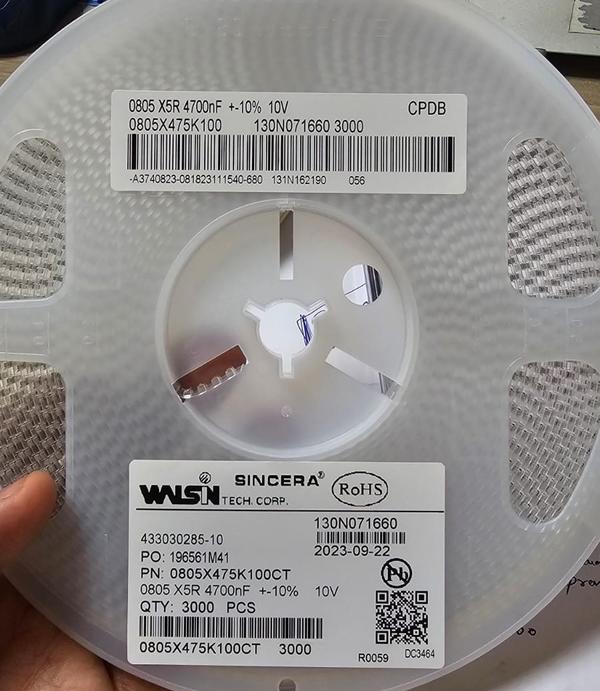 0805 X5R 4700nF +-10% 10V CPDB
0805X475K100 130N071660 3000
-A3740823-081823111540-680 131N162190 056
WALSIN TECH. CORP. SINCERA RoHS
130N071660
433030285-10 2023-09-22
PO: 196561M41
PN: 0805X475K100CT Pb
0805 X5R 4700nF +-10% 10V
QTY: 3000 PCS
0805X475K100CT 3000 R0059 DC3464